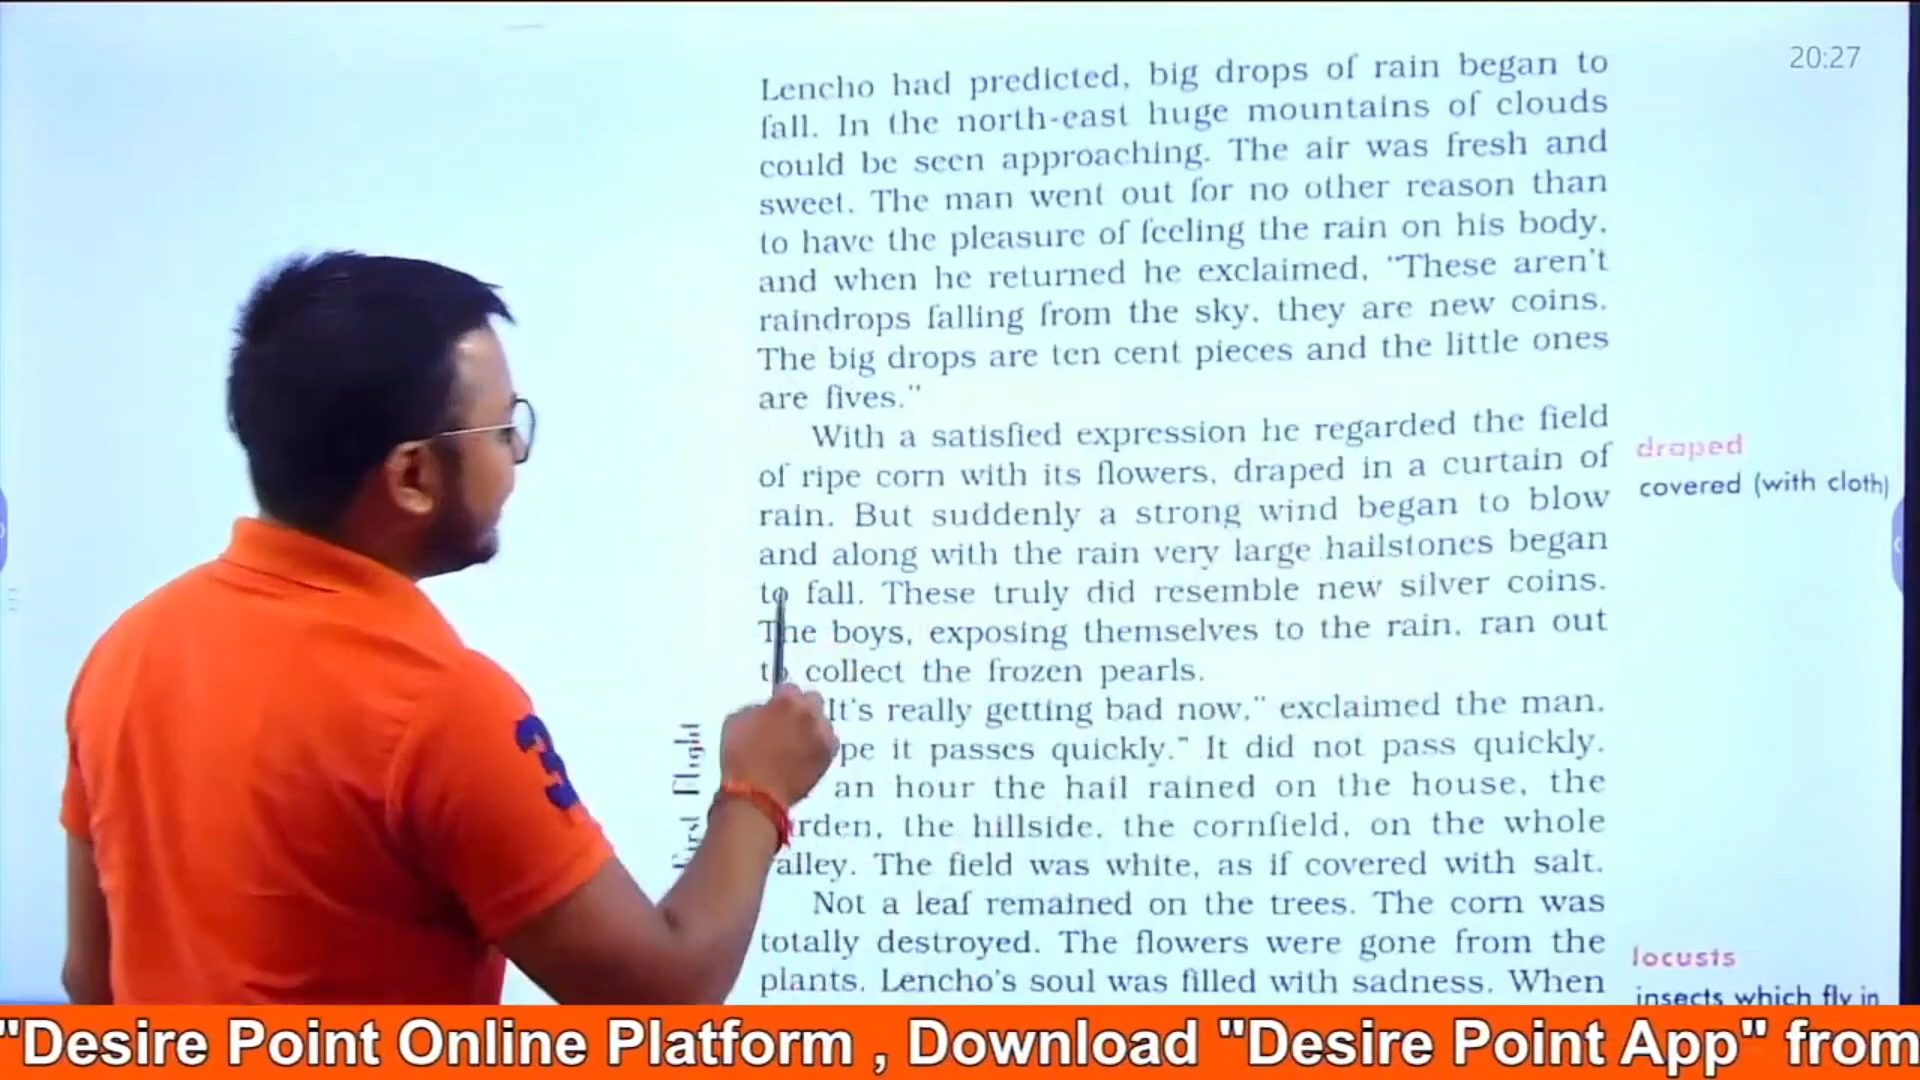 20:27
Lencho had predicted, big drops of rain began to
fall. In the north-east huge mountains of clouds
could be seen approaching. The air was fresh and
sweet. The man went out for no other reason than
to have the pleasure of feeling the rain on his body,
and when he returned he exclaimed, "These aren't
raindrops falling from the sky, they are new coins.
The big drops are ten cent pieces and the little ones
are fives."
With a satisfied expression he regarded the field
of ripe corn with its flowers, draped in a curtain of
rain. But suddenly a strong wind began to blow
and along with the rain very large hailstones began
to fall. These truly did resemble new silver coins.
The boys, exposing themselves to the rain, ran out
to collect the frozen pearls.
It's really getting bad now," exclaimed the man.
it passes quickly." It did not pass quickly.
an hour the hail rained on the house, the
the hillside, the cornfield, on the whole
The field was white, as if covered with salt.
Not a leaf remained on the trees. The corn was
totally destroyed. The flowers were gone from the
plants. Lencho's soul was filled with sadness. When
draped
covered (with cloth)
locusts
insects which fly in
First Flight
3
"Desire Point Online Platform , Download "Desire Point App" from